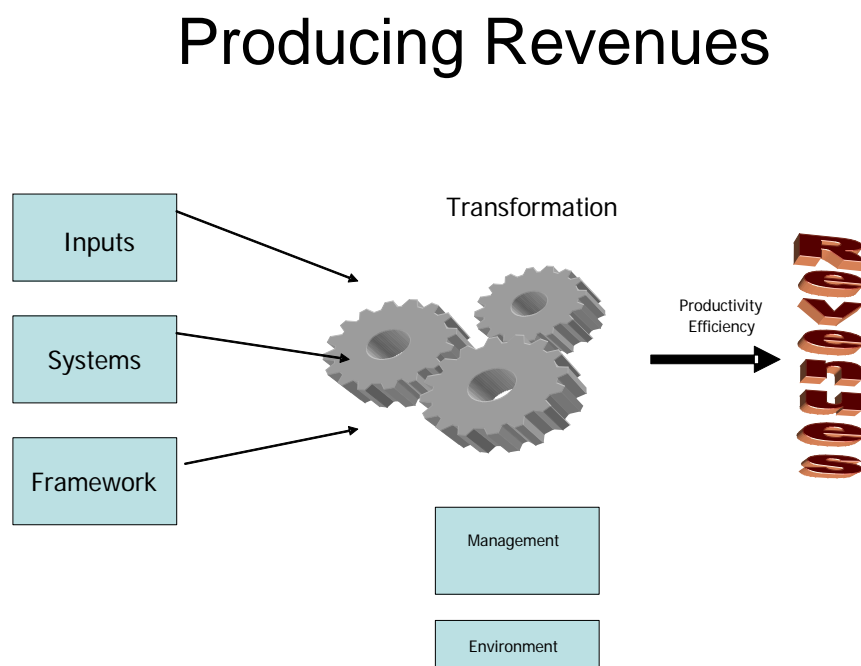 Producing Revenues
Inputs
Transformation
Systems
Productivity
Efficiency
Revenues
Framework
Management
Environment